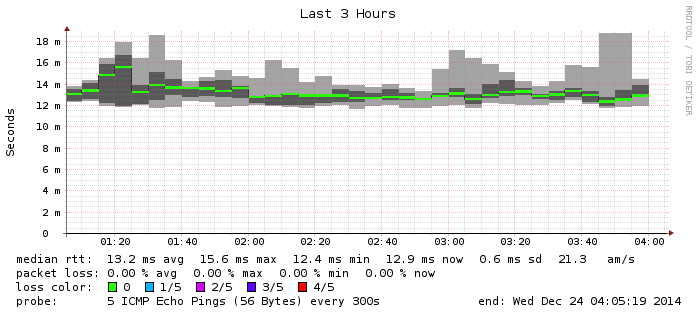 Last 3 Hours
RRDTOOL / TOBI OETIKER
Seconds
18 m
16 m
14 m
12 m
10 m
8 m
6 m
4 m
2 m
0
01:20 01:40 02:00 02:20 02:40 03:00 03:20 03:40 04:00
median rtt: 13.2 ms avg 15.6 ms max 12.4 ms min 12.9 ms now 0.6 ms sd 21.3 am/s
packet loss: 0.00 % avg 0.00 % max 0.00 % min 0.00 % now
loss color: 0 1/5 2/5 3/5 4/5
probe: 5 ICMP Echo Pings (56 Bytes) every 300s end: Wed Dec 24 04:05:19 2014